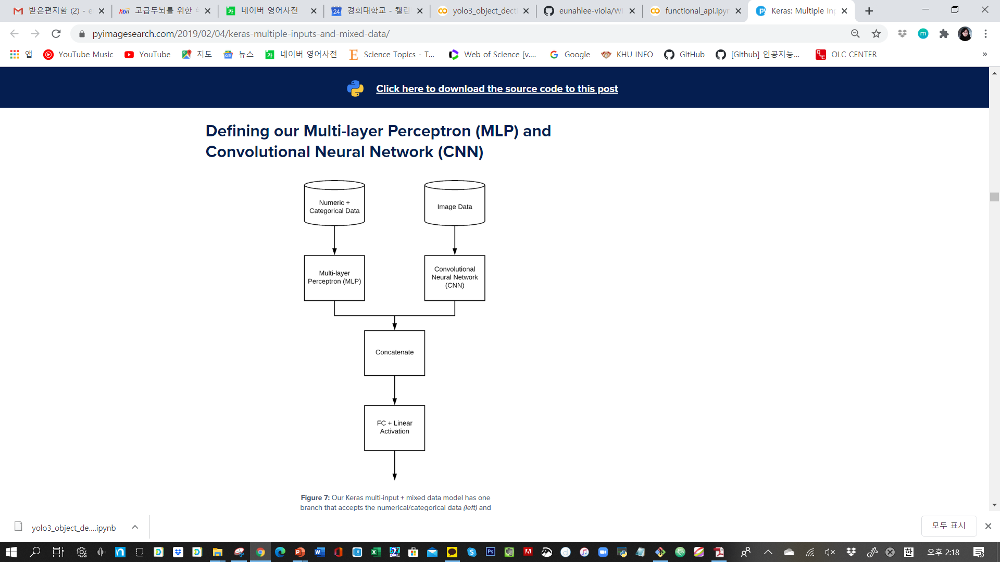 받은편지함 (2) - e
hbn 고급두뇌를 위한
네이버 영어사전
24 경희대학교 - 캘린
yolo3_object_dect
eunahlee-viola/W
functional_api.ipyn
Keras: Multiple Inp
pyimagesearch.com/2019/02/04/keras-multiple-inputs-and-mixed-data/
앱
YouTube Music
YouTube
지도
뉴스
네이버 영어사전
Science Topics - T...
Web of Science [v....
Google
KHU INFO
GitHub
[Github] 인공지능...
OLC CENTER
Click here to download the source code to this post
Defining our Multi-layer Perceptron (MLP) and
Convolutional Neural Network (CNN)
Numeric +
Categorical Data
Image Data
Multi-layer
Perceptron (MLP)
Convolutional
Neural Network
(CNN)
Concatenate
FC + Linear
Activation
Figure 7: Our Keras multi-input + mixed data model has one
branch that accepts the numerical/categorical data (left) and
yolo3_object_de....ipynb
모두 표시
한
오후 2:18